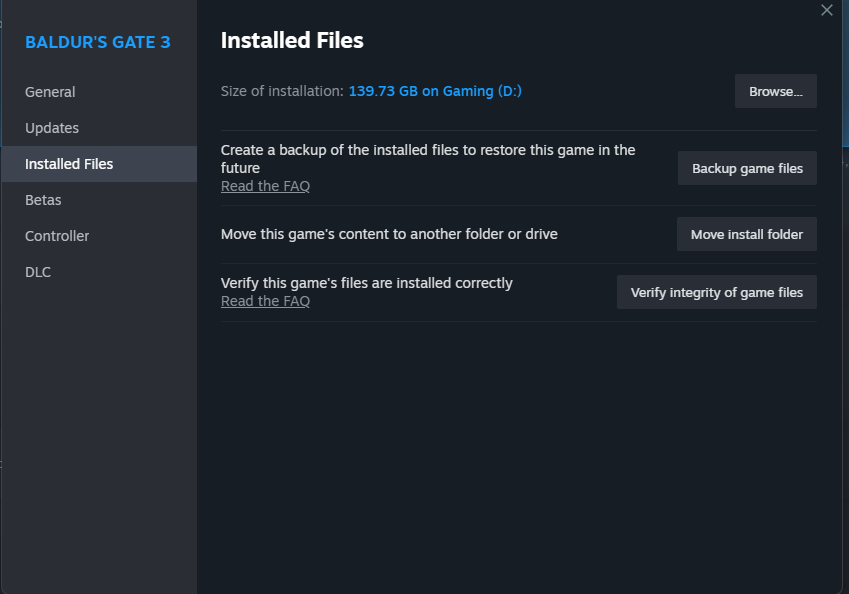 BALDUR'S GATE 3
General
Updates
Installed Files
Betas
Controller
DLC
Installed Files
Size of installation: 139.73 GB on Gaming (D:)
Browse...
Create a backup of the installed files to restore this game in the
future
Read the FAQ
Backup game files
Move this game's content to another folder or drive
Move install folder
Verify this game's files are installed correctly
Read the FAQ
Verify integrity of game files